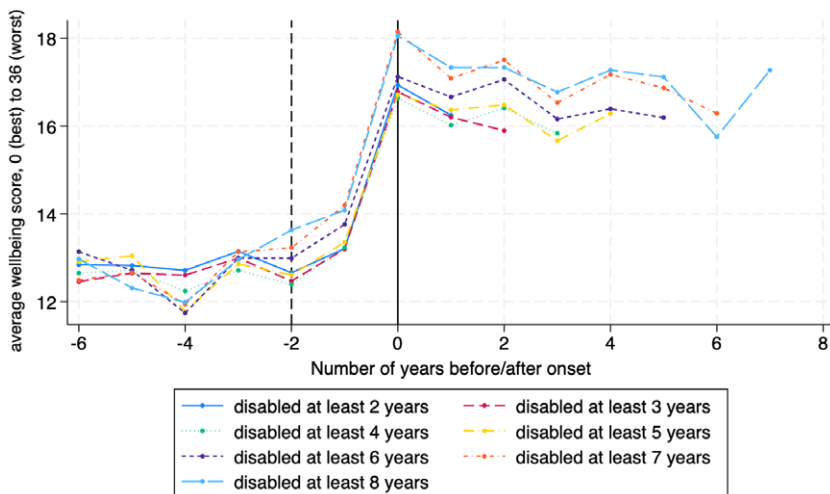 average wellbeing score, 0 (best) to 36 (worst)
18
16
14
12
-6 -4 -2 0 2 4 6 8
Number of years before/after onset
disabled at least 2 years disabled at least 3 years
disabled at least 4 years disabled at least 5 years
disabled at least 6 years disabled at least 7 years
disabled at least 8 years